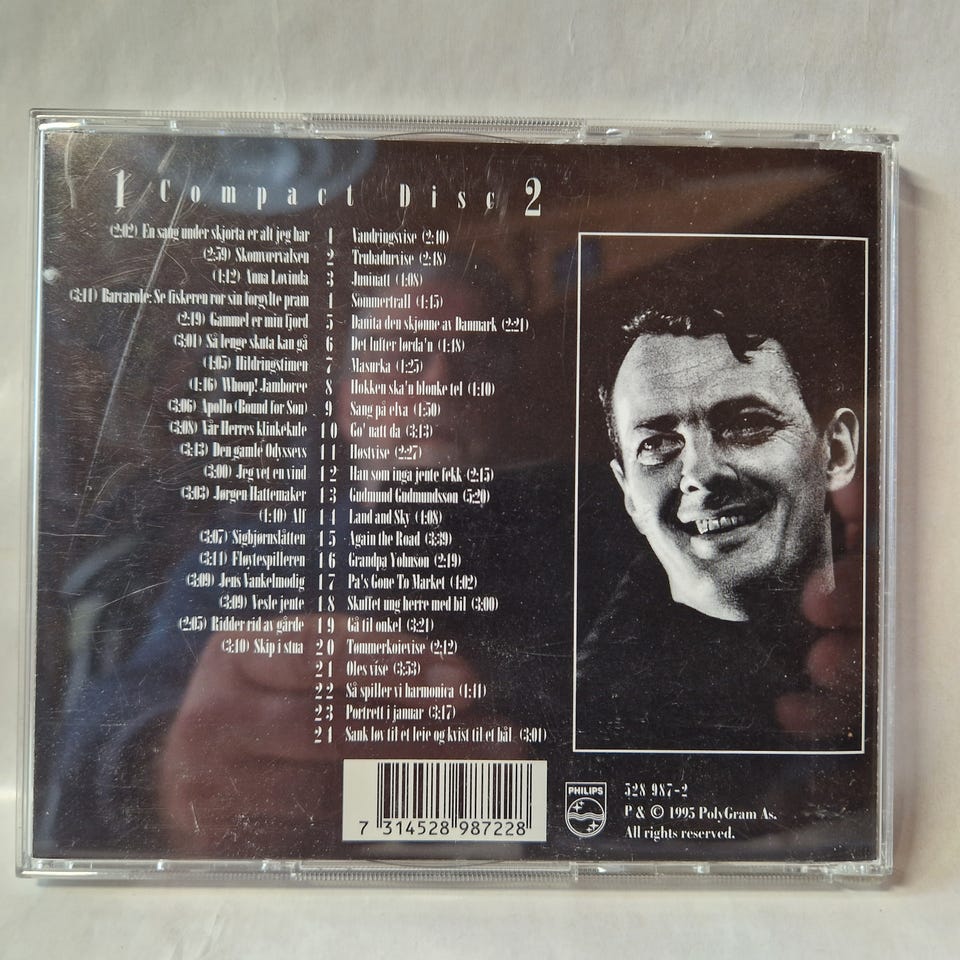 1 Compact Disc 2
(2:02) En sang under skjorta er alt jeg har 1 Vandringsvise (2:10)
(2:59) Skomværvalsen 2 Trubadurvise (2:18)
(1:12) Anna Lovinda 3 Juninatt (1:08)
(3:11) Barcarole: Se fiskeren ror sin forgylte pram 4 Sommertrall (1:15)
(2:19) Gammel er min fjord 5 Danita den skjønne av Danmark (2:21)
(3:01) Så lenge skuta kan gå 6 Det lufter lørda'n (1:18)
(1:05) Hildringstimen 7 Masurka (1:25)
(1:16) Whoop! Jamboree 8 Hokken ska'n blonke tel (1:10)
(3:06) Apollo (Bound for Son) 9 Sang på elva (1:50)
(3:08) Vår Herres klinkekule 10 Go' natt da (3:13)
(3:13) Den gamle Odyssevs 11 Høstvise (2:27)
(3:00) Jeg vet en vind 12 Han som inga jente fekk (2:15)
(3:03) Jørgen Hattemaker 13 Gudmund Gudmundsson (5:20)
(1:10) Alf 14 Land and Sky (1:08)
(3:07) Sigbjørnslåtten 15 Again the Road (3:39)
(3:11) Fløytespilleren 16 Grandpa Yohnson (2:19)
(3:09) Jens Vankelmodig 17 Pa's Gone To Market (1:02)
(3:09) Vesle jente 18 Skuffet ung herre med bil (3:00)
(2:05) Ridder rid av gårde 19 Gå til onkel (3:21)
(3:10) Skip i stua 20 Tømmerkoievise (2:12)
21 Oles vise (3:53)
22 Så spiller vi harmonica (1:11)
23 Portrett i januar (3:17)
24 Sank løv til et leie og kvist til et bål (3:01)
7 314528 987228
PHILIPS
528 987-2
P & © 1995 PolyGram As.
All rights reserved.